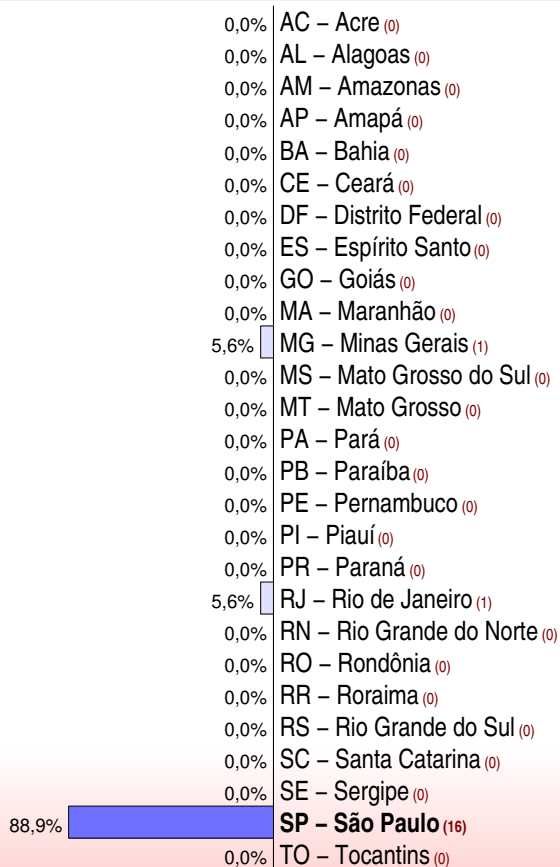 0,0% AC – Acre (0)
0,0% AL – Alagoas (0)
0,0% AM – Amazonas (0)
0,0% AP – Amapá (0)
0,0% BA – Bahia (0)
0,0% CE – Ceará (0)
0,0% DF – Distrito Federal (0)
0,0% ES – Espírito Santo (0)
0,0% GO – Goiás (0)
0,0% MA – Maranhão (0)
5,6% MG – Minas Gerais (1)
0,0% MS – Mato Grosso do Sul (0)
0,0% MT – Mato Grosso (0)
0,0% PA – Pará (0)
0,0% PB – Paraíba (0)
0,0% PE – Pernambuco (0)
0,0% PI – Piauí (0)
0,0% PR – Paraná (0)
5,6% RJ – Rio de Janeiro (1)
0,0% RN – Rio Grande do Norte (0)
0,0% RO – Rondônia (0)
0,0% RR – Roraima (0)
0,0% RS – Rio Grande do Sul (0)
0,0% SC – Santa Catarina (0)
0,0% SE – Sergipe (0)
88,9% SP – São Paulo (16)
0,0% TO – Tocantins (0)